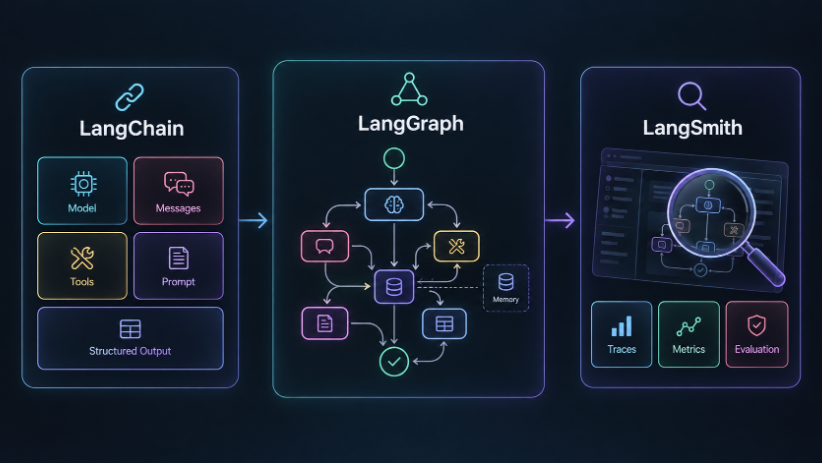 LangChain
Model
Messages
Tools
Prompt
Structured Output
LangGraph
Memory
LangSmith
Traces
Metrics
Evaluation